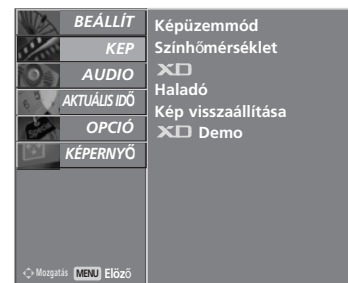 BEÁLLÍT
KEP
AUDIO
AKTUÁLIS IDŐ
OPCIÓ
KÉPERNYŐ
Mozgatás MENU Előző
Képüzemmód
Színhőmérséklet
XD
Haladó
Kép visszaállítása
XD Demo